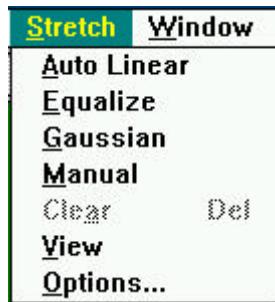 Stretch Window
Auto Linear
Equalize
Gaussian
Manual
Clear Del
View
Options...